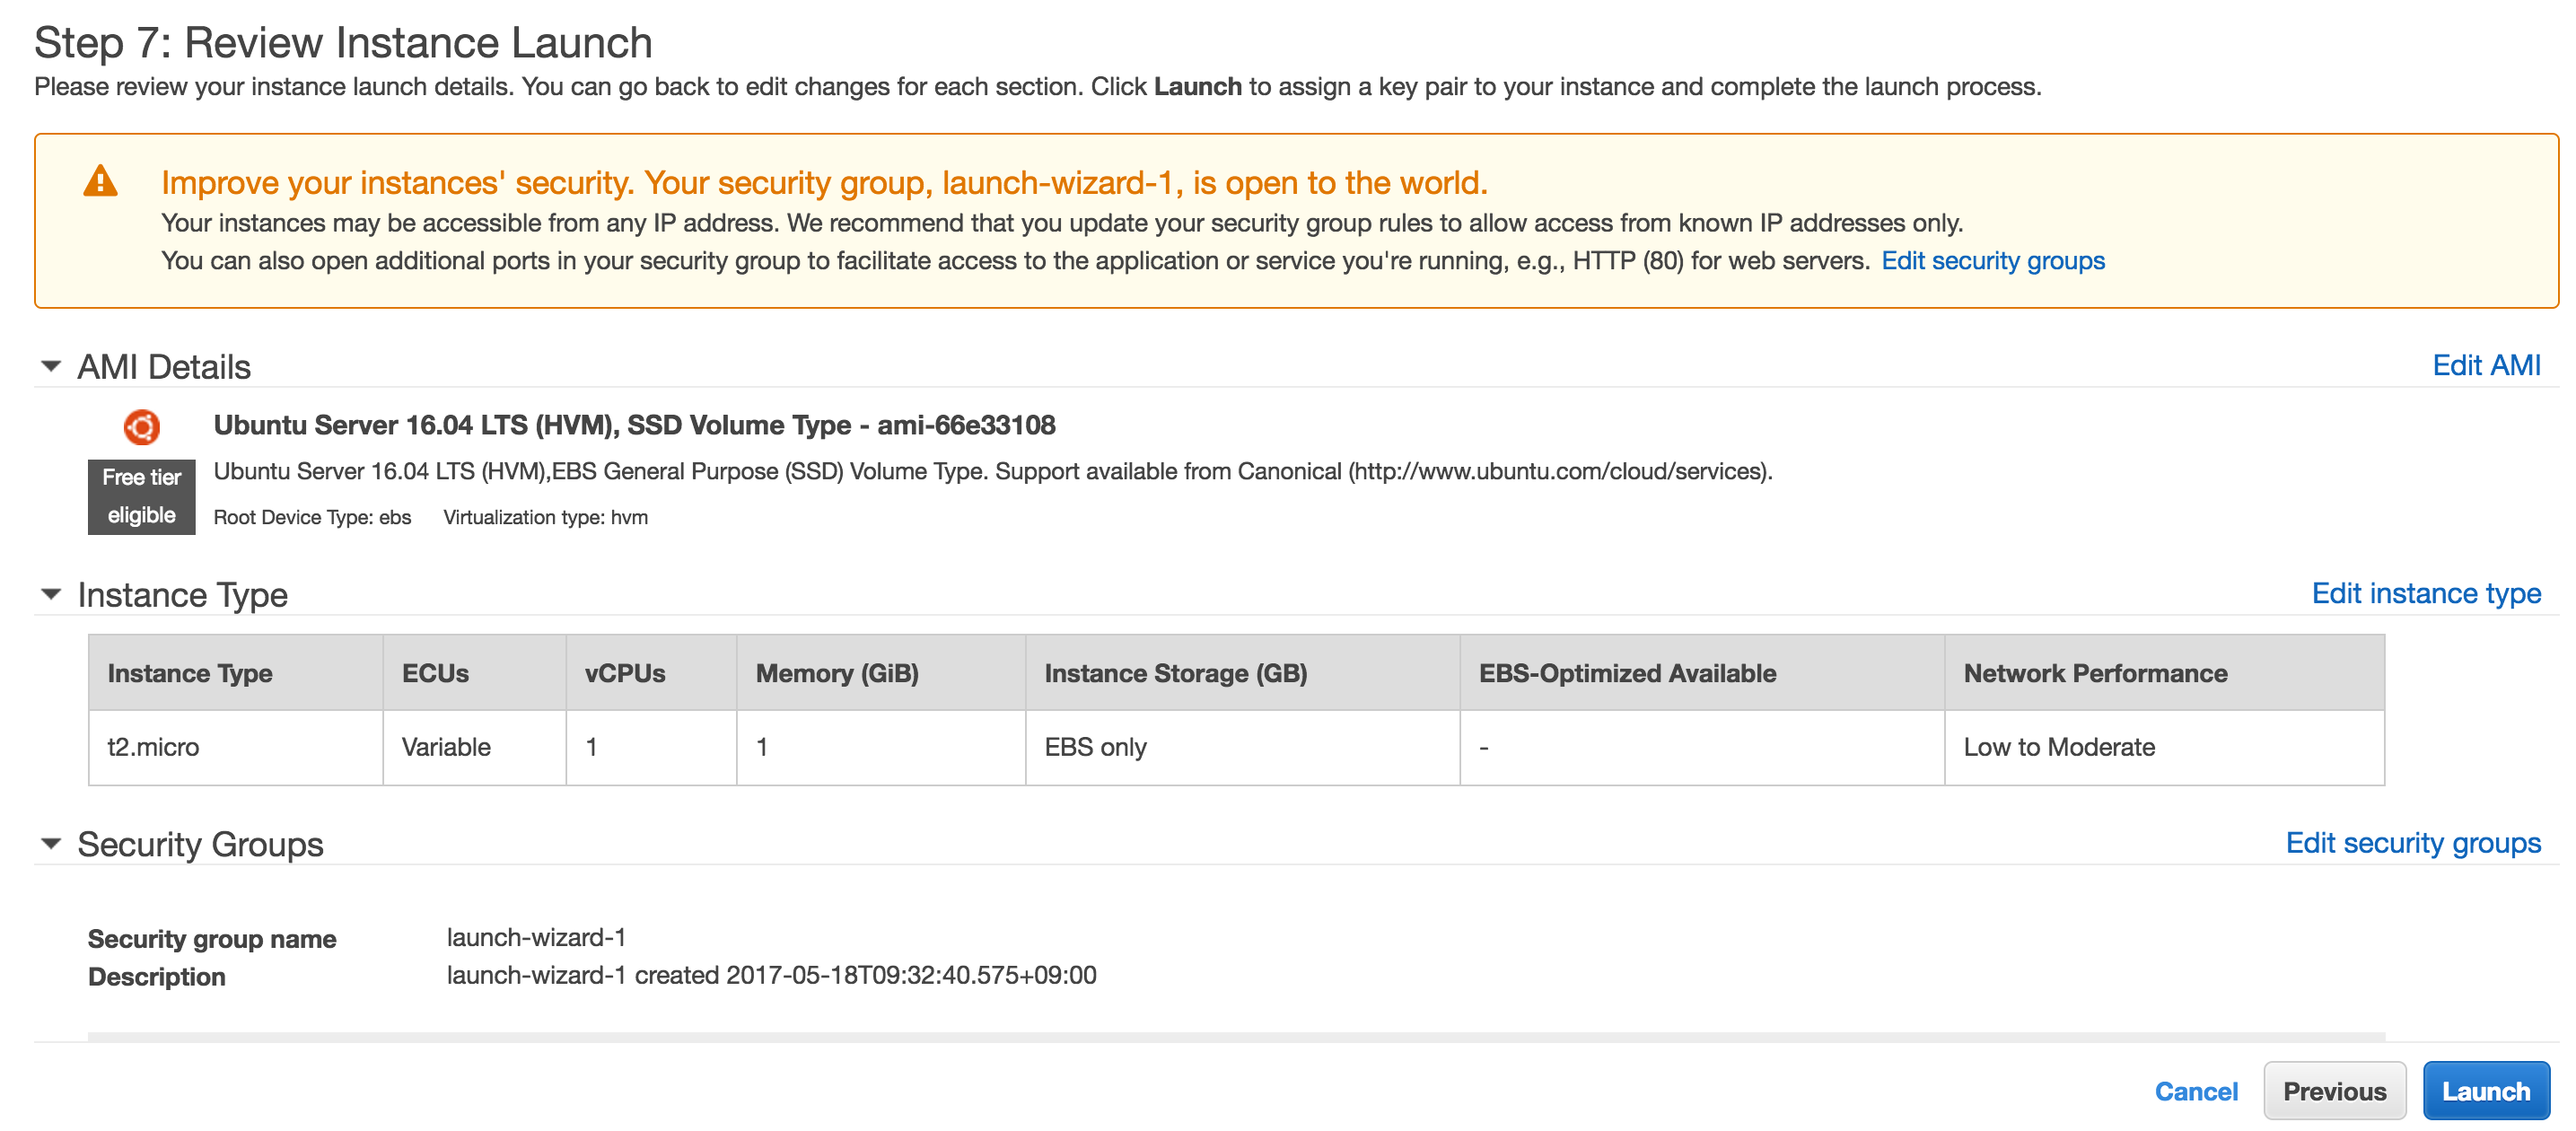 Step 7: Review Instance Launch
Please review your instance launch details. You can go back to edit changes for each section. Click Launch to assign a key pair to your instance and complete the launch process.
Improve your instances' security. Your security group, launch-wizard-1, is open to the world.
Your instances may be accessible from any IP address. We recommend that you update your security group rules to allow access from known IP addresses only.
You can also open additional ports in your security group to facilitate access to the application or service you're running, e.g., HTTP (80) for web servers. Edit security groups
AMI Details Edit AMI
Ubuntu Server 16.04 LTS (HVM), SSD Volume Type - ami-66e33108
Free tier eligible
Ubuntu Server 16.04 LTS (HVM),EBS General Purpose (SSD) Volume Type. Support available from Canonical (http://www.ubuntu.com/cloud/services).
Root Device Type: ebs Virtualization type: hvm
Instance Type Edit instance type
Instance Type ECUs vCPUs Memory (GiB) Instance Storage (GB) EBS-Optimized Available Network Performance
t2.micro Variable 1 1 EBS only - Low to Moderate
Security Groups Edit security groups
Security group name launch-wizard-1
Description launch-wizard-1 created 2017-05-18T09:32:40.575+09:00
Cancel Previous Launch